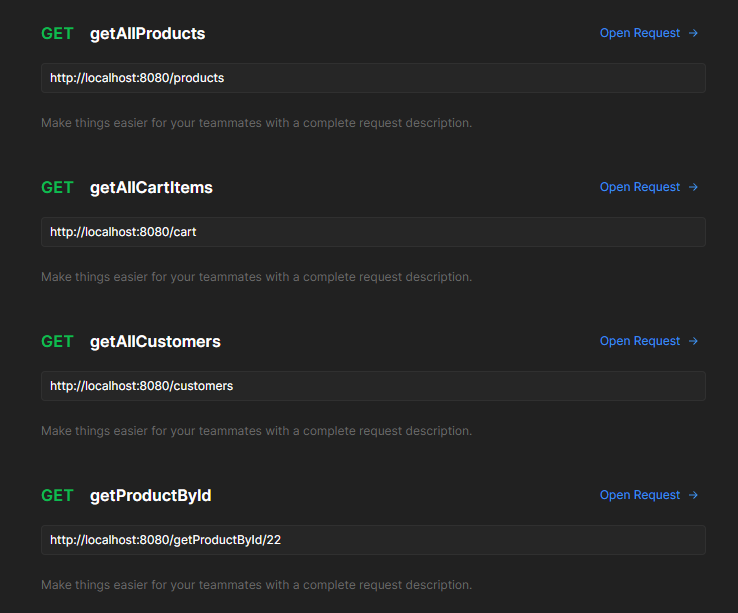 GET getAllProducts Open Request →
http://localhost:8080/products
Make things easier for your teammates with a complete request description.
GET getAllCartItems Open Request →
http://localhost:8080/cart
Make things easier for your teammates with a complete request description.
GET getAllCustomers Open Request →
http://localhost:8080/customers
Make things easier for your teammates with a complete request description.
GET getProductById Open Request →
http://localhost:8080/getProductById/22
Make things easier for your teammates with a complete request description.